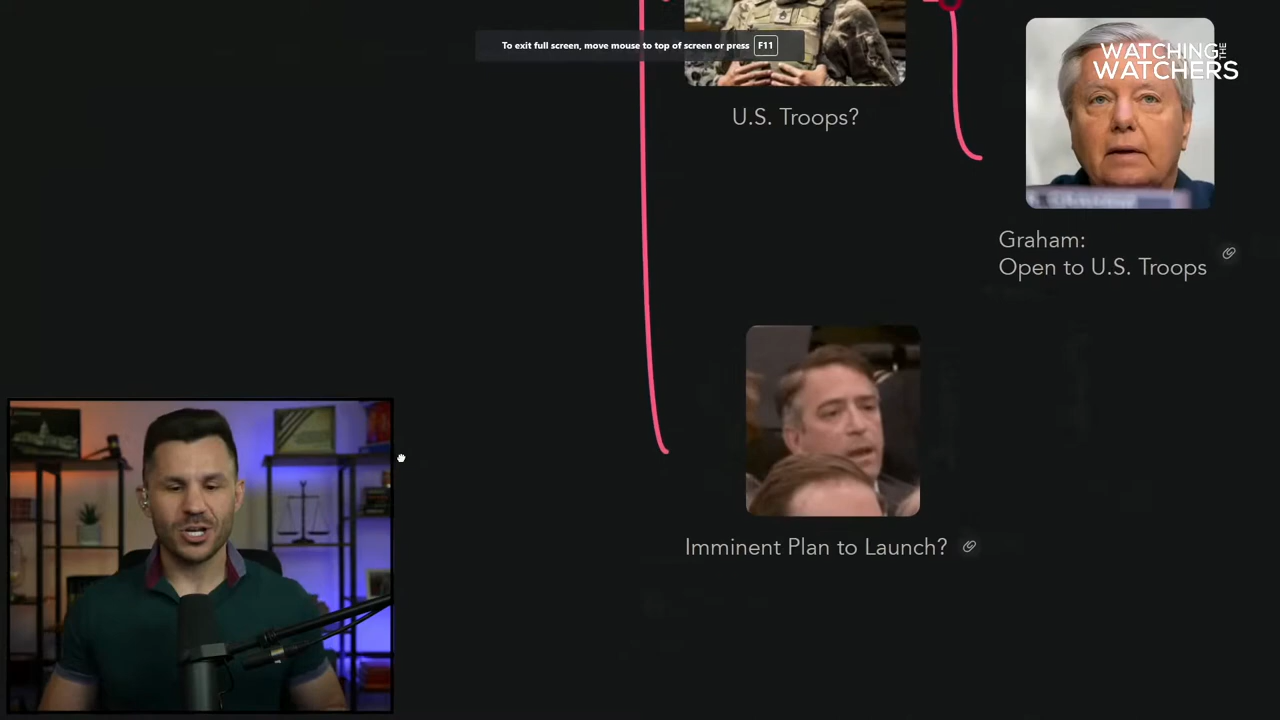 To exit full screen, move mouse to top of screen or press F11
WATCHING THE
WATCHERS
U.S. Troops?
Graham:
Open to U.S. Troops
Imminent Plan to Launch?